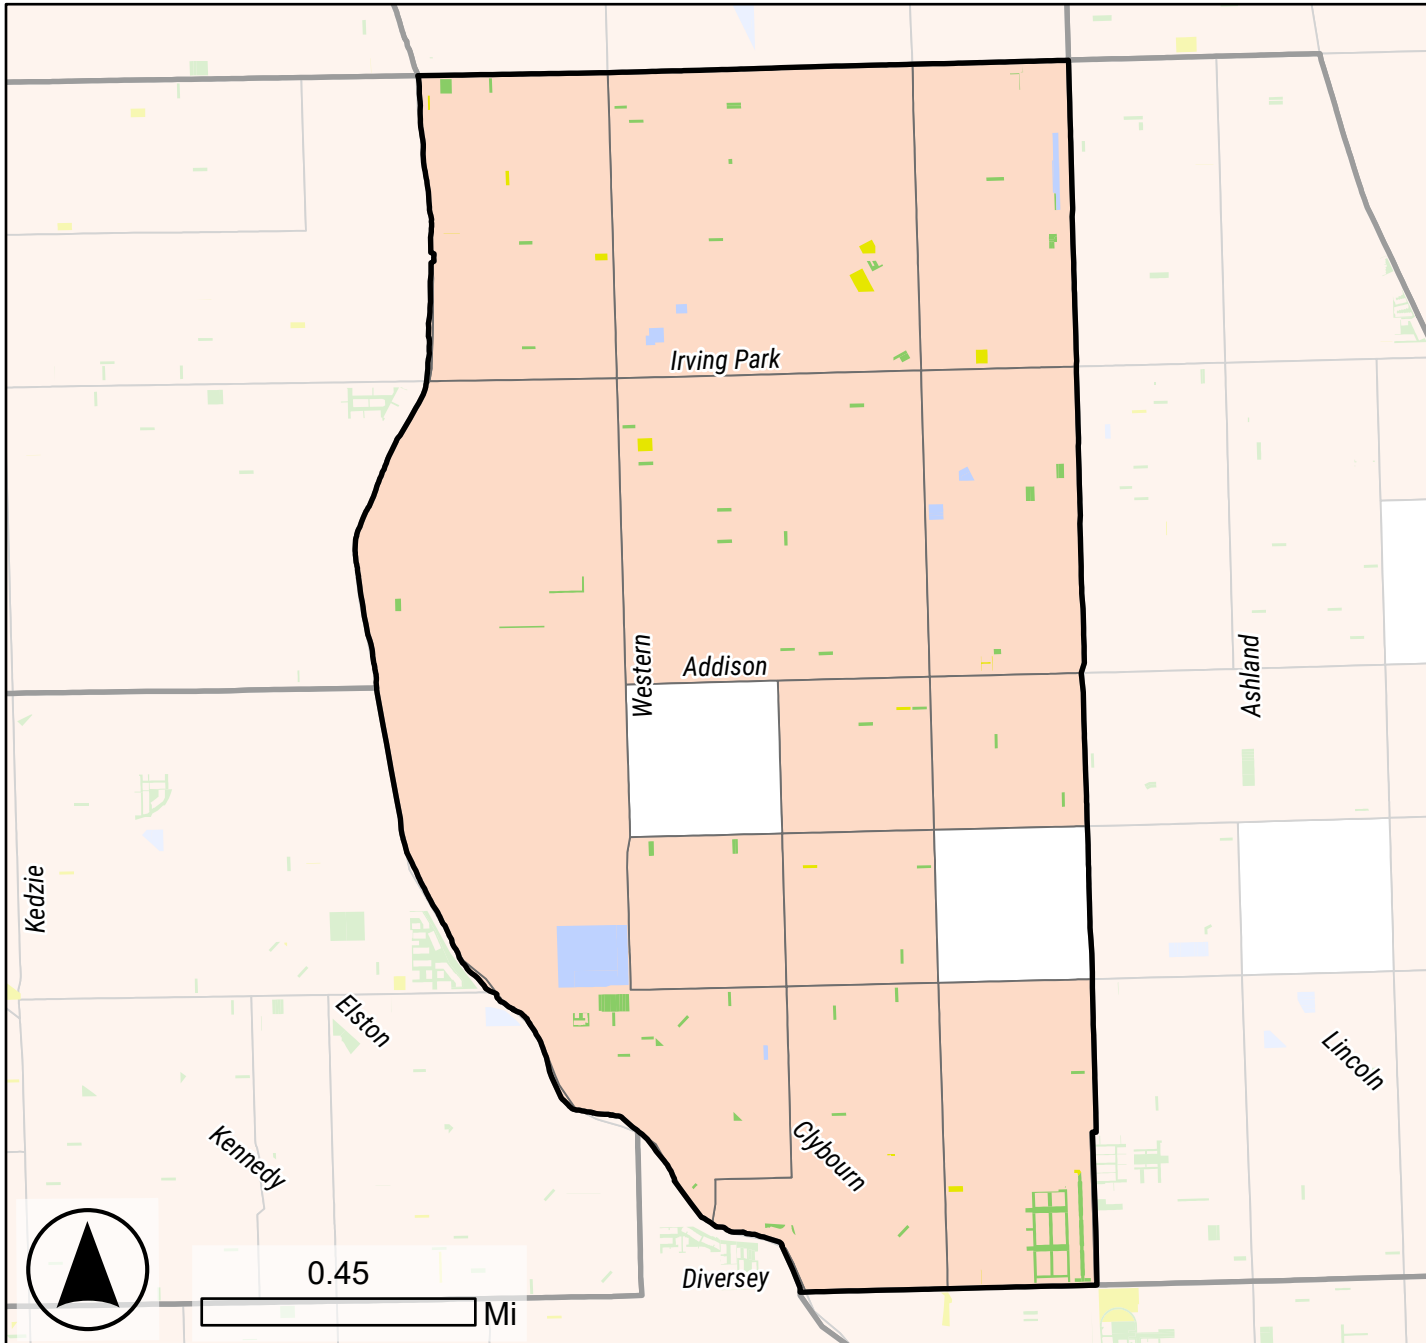 Irving Park
Western
Addison
Ashland
Kedzie
Elston
Lincoln
Kennedy
Clybourn
Diversey
0.45
Mi